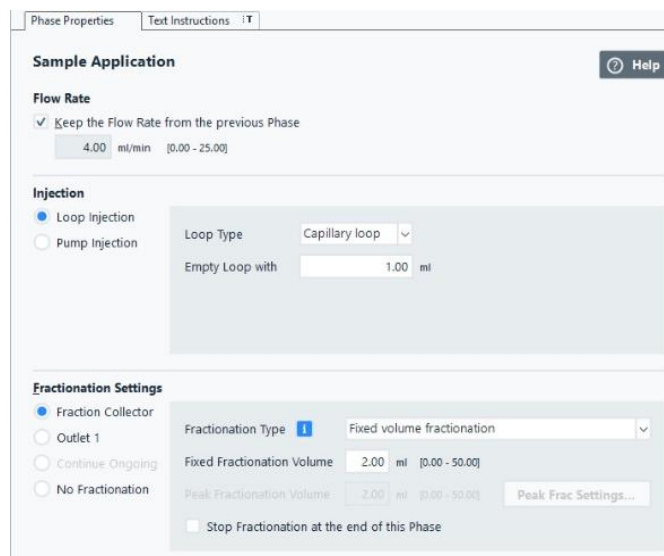 Phase Properties Text Instructions T
Sample Application
? Help
Flow Rate
Keep the Flow Rate from the previous Phase
4.00 ml/min [0.00 - 25.00]
Injection
Loop Injection
Pump Injection
Loop Type Capillary loop
Empty Loop with 1.00 ml
Fractionation Settings
Fraction Collector
Outlet 1
Continue Ongoing
No Fractionation
Fractionation Type i Fixed volume fractionation
Fixed Fractionation Volume 2.00 ml [0.00 - 50.00]
Peak Fractionation Volume 2.00 ml [0.00 - 50.00] Peak Frac Settings...
Stop Fractionation at the end of this Phase